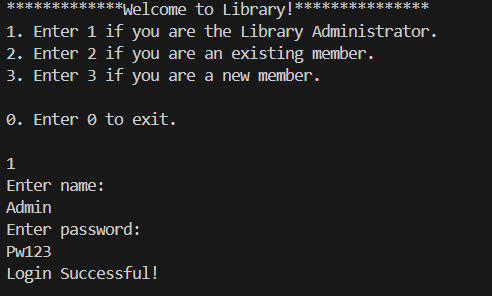 *************Welcome to Library!***************
1. Enter 1 if you are the Library Administrator.
2. Enter 2 if you are an existing member.
3. Enter 3 if you are a new member.
0. Enter 0 to exit.
1
Enter name:
Admin
Enter password:
Pw123
Login Successful!